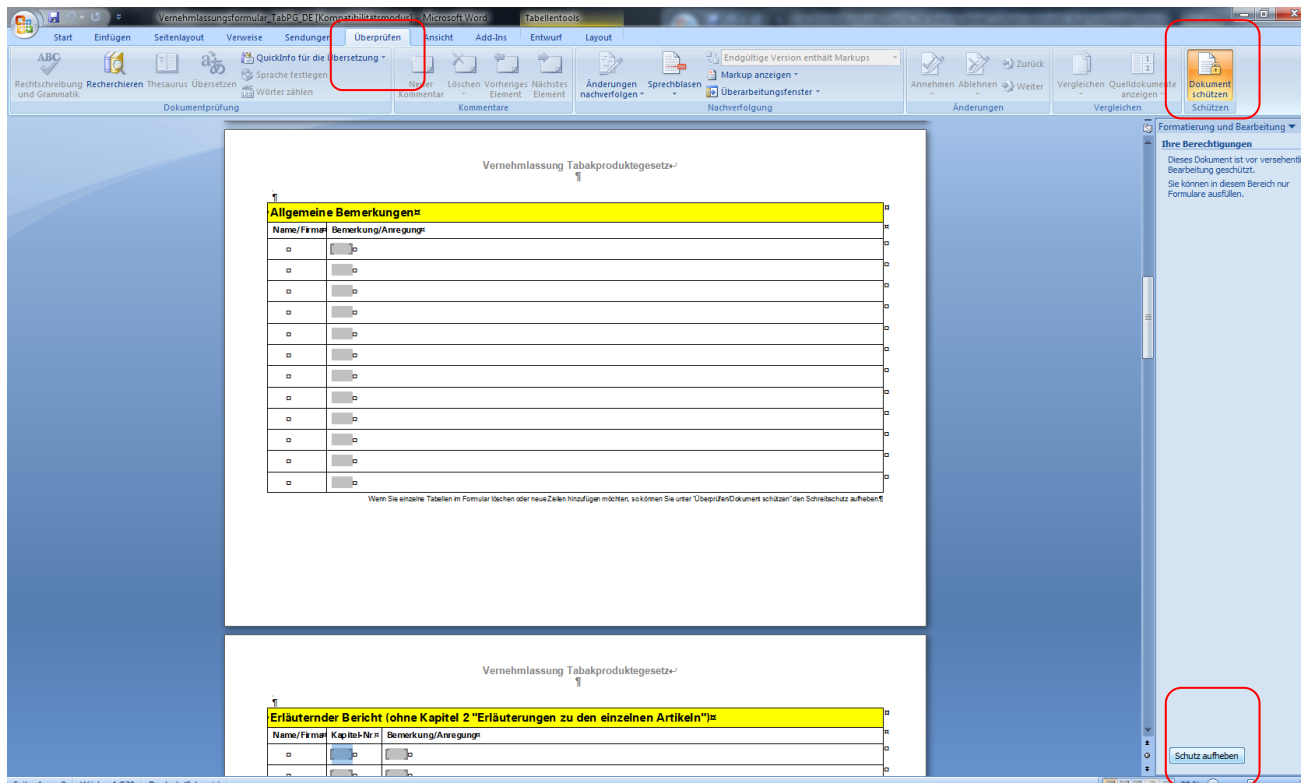 Vernehmlassungsformular_TabPG_DE [Kompatibilitätsmodus] - Microsoft Word Tabellentools
Start Einfügen Seitenlayout Verweise Sendungen Überprüfen Ansicht Add-Ins Entwurf Layout
ABC
Rechtschreibung und Grammatik
Recherchieren
Thesaurus
Übersetzen
QuickInfo für die Übersetzung
Sprache festlegen
Wörter zählen
Dokumentprüfung
Neuer Kommentar
Löschen
Vorheriges Element
Nächstes Element
Kommentare
Änderungen nachverfolgen
Sprechblasen
Endgültige Version enthält Markups
Markup anzeigen
Überarbeitungsfenster
Nachverfolgung
Annehmen
Ablehnen
Zurück
Weiter
Änderungen
Vergleichen
Quelldokumente anzeigen
Vergleichen
Dokument schützen
Schützen
Formatierung und Bearbeitung
Ihre Berechtigungen
Dieses Dokument ist vor
Bearbeitung geschützt.
Sie können in diesem Bereich nur
Formulare ausfüllen.
Vernehmlassung Tabakproduktegesetz
Allgemeine Bemerkungen
Name/Firma Bemerkung/Anregung
Wenn Sie einzelne Tabellen im Formular löschen oder neue Zeilen hinzufügen möchten, so können Sie unter "Überprüfen/Dokument schützen" den Schreibschutz aufheben.
Vernehmlassung Tabakproduktegesetz
Erläuternder Bericht (ohne Kapitel 2 "Erläuterungen zu den einzelnen Artikeln")
Name/Firma Kapitel-Nr. Bemerkung/Anregung
Schutz aufheben